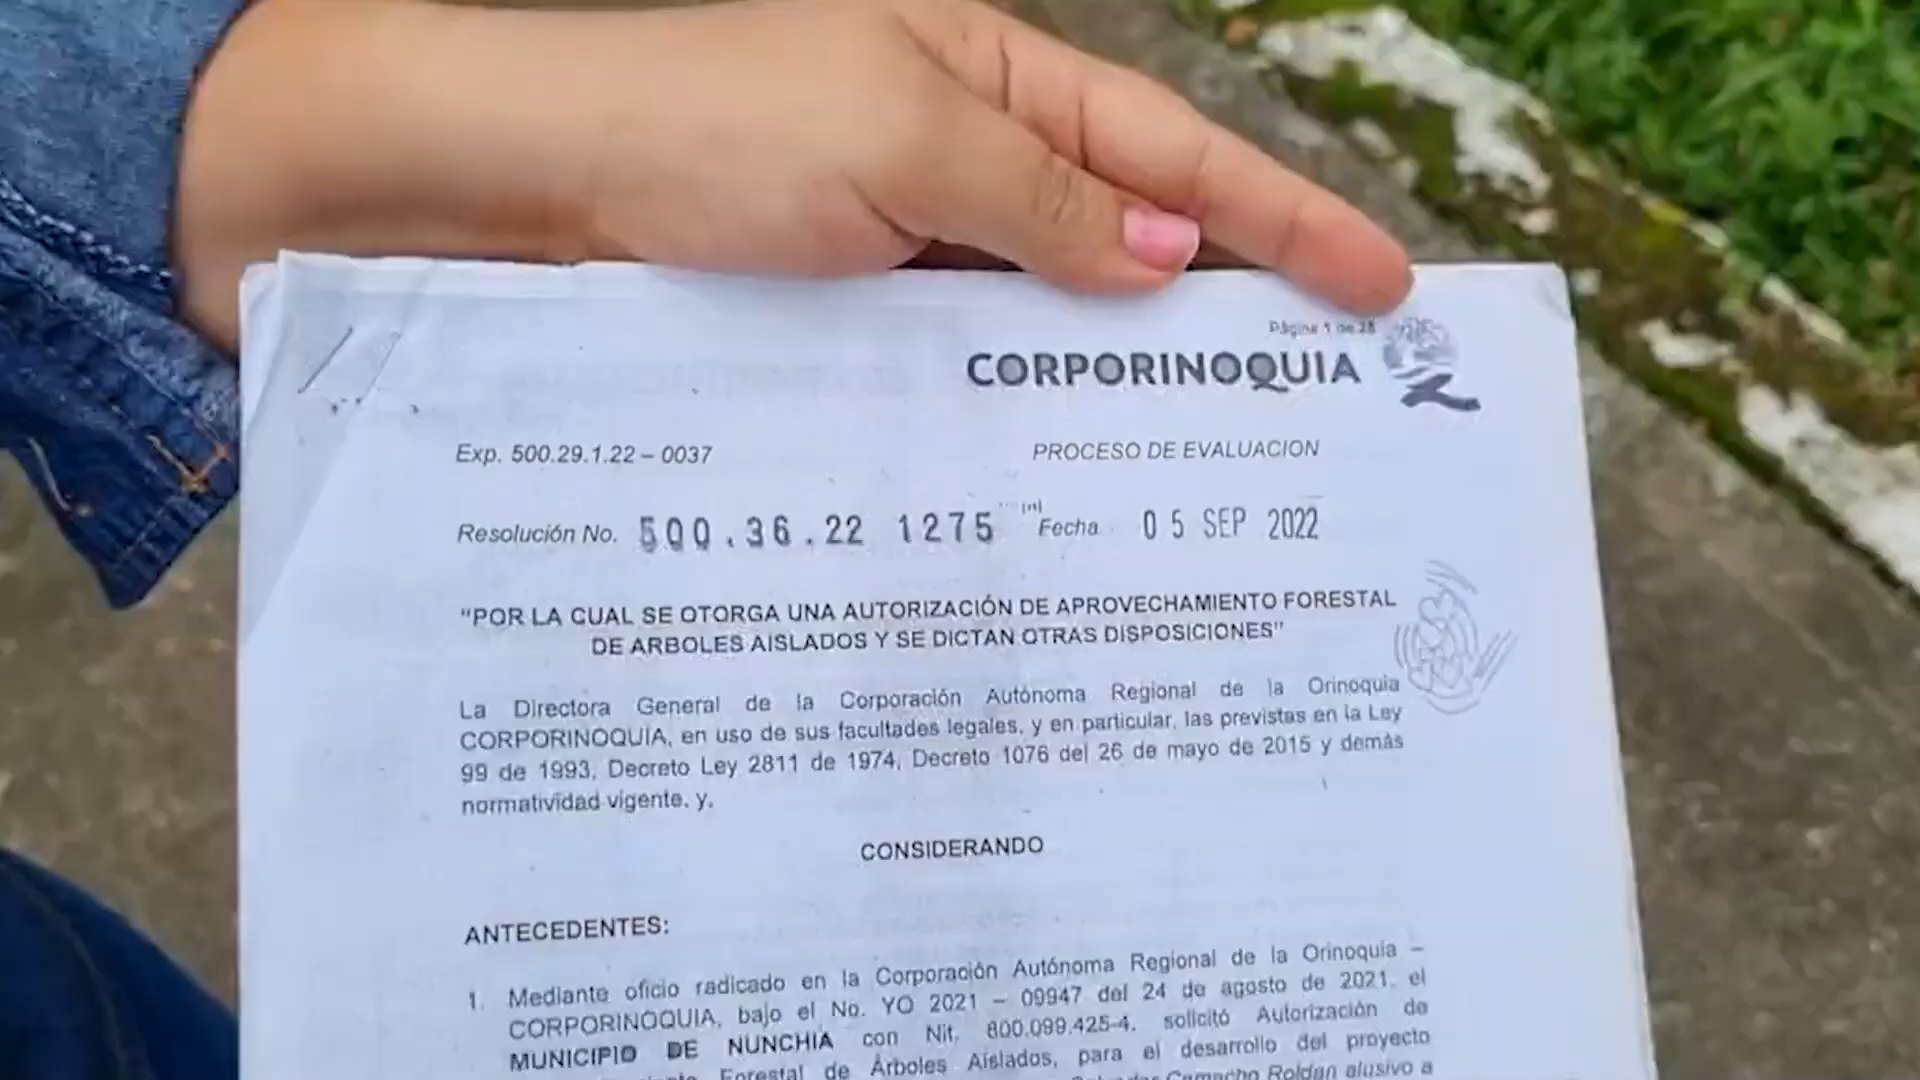 Página 1 de 28
CORPORINOQUIA
Exp. 500.29.1.22 – 0037 PROCESO DE EVALUACION
Resolución No. 500.36.22 1275 Fecha 05 SEP 2022
“POR LA CUAL SE OTORGA UNA AUTORIZACIÓN DE APROVECHAMIENTO FORESTAL
DE ARBOLES AISLADOS Y SE DICTAN OTRAS DISPOSICIONES”
La Directora General de la Corporación Autónoma Regional de la Orinoquia
CORPORINOQUIA, en uso de sus facultades legales, y en particular, las previstas en la Ley
99 de 1993, Decreto Ley 2811 de 1974, Decreto 1076 del 26 de mayo de 2015 y demás
normatividad vigente, y,
CONSIDERANDO
ANTECEDENTES:
1. Mediante oficio radicado en la Corporación Autónoma Regional de la Orinoquia –
CORPORINOQUIA, bajo el No. YO 2021 – 09947 del 24 de agosto de 2021, el
MUNICIPIO DE NUNCHIA con Nit. 800.099.425-4, solicitó Autorización de
Forestal de Árboles Aislados, para el desarrollo del proyecto
Camacho Roldan alusivo a